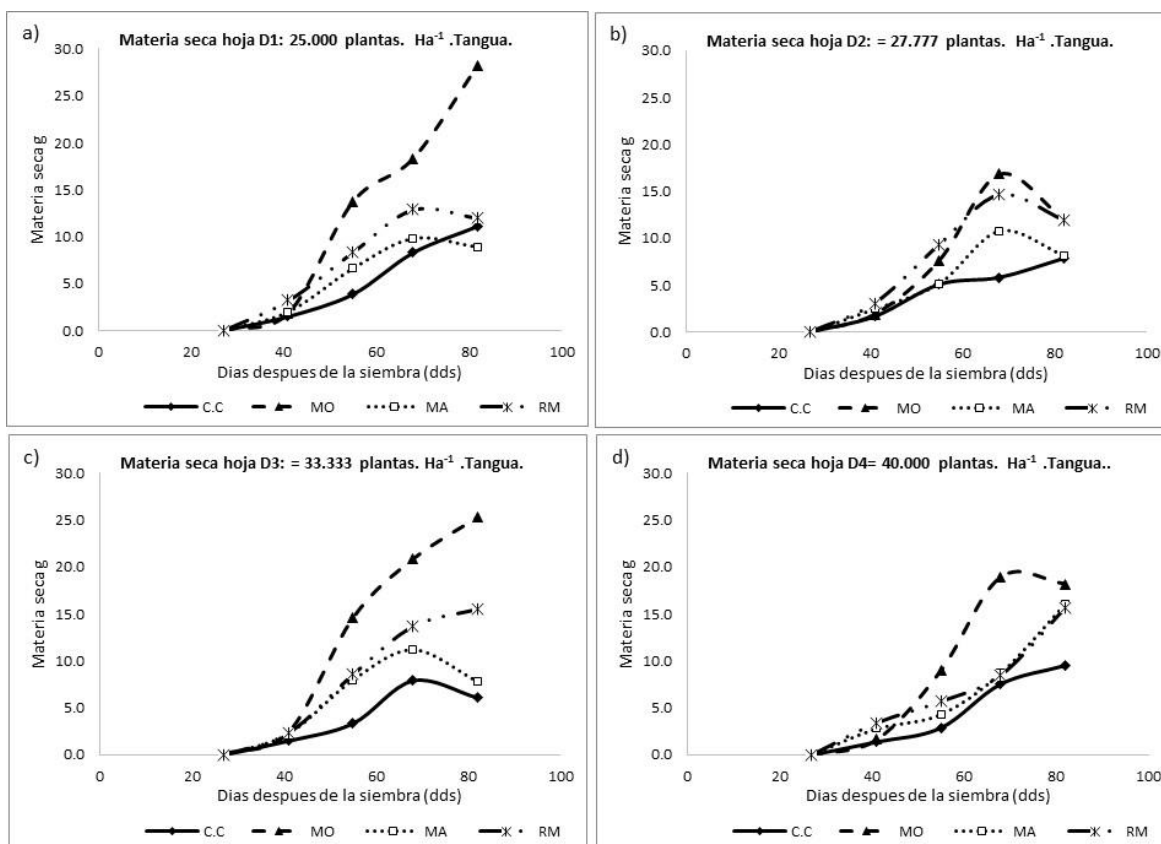 a)
Materia seca hoja D1: 25.000 plantas. Ha⁻¹ .Tangua.
30.0
25.0
20.0
15.0
10.0
5.0
0.0
Materia seca g
0 20 40 60 80 100
Dias despues de la siembra (dds)
C.C MO MA RM
b)
Materia seca hoja D2: = 27.777 plantas. Ha⁻¹ .Tangua.
30.0
25.0
20.0
15.0
10.0
5.0
0.0
Materia seca g
0 20 40 60 80 100
Dias despues de la siembra (dds)
C.C MO MA RM
c)
Materia seca hoja D3: = 33.333 plantas. Ha⁻¹ .Tangua.
30.0
25.0
20.0
15.0
10.0
5.0
0.0
Materia seca g
0 20 40 60 80 100
Dias despues de la siembra (dds)
C.C MO MA RM
d)
Materia seca hoja D4= 40.000 plantas. Ha⁻¹ .Tangua..
30.0
25.0
20.0
15.0
10.0
5.0
0.0
Materia seca g
0 20 40 60 80 100
Dias despues de la siembra (dds)
C.C MO MA RM